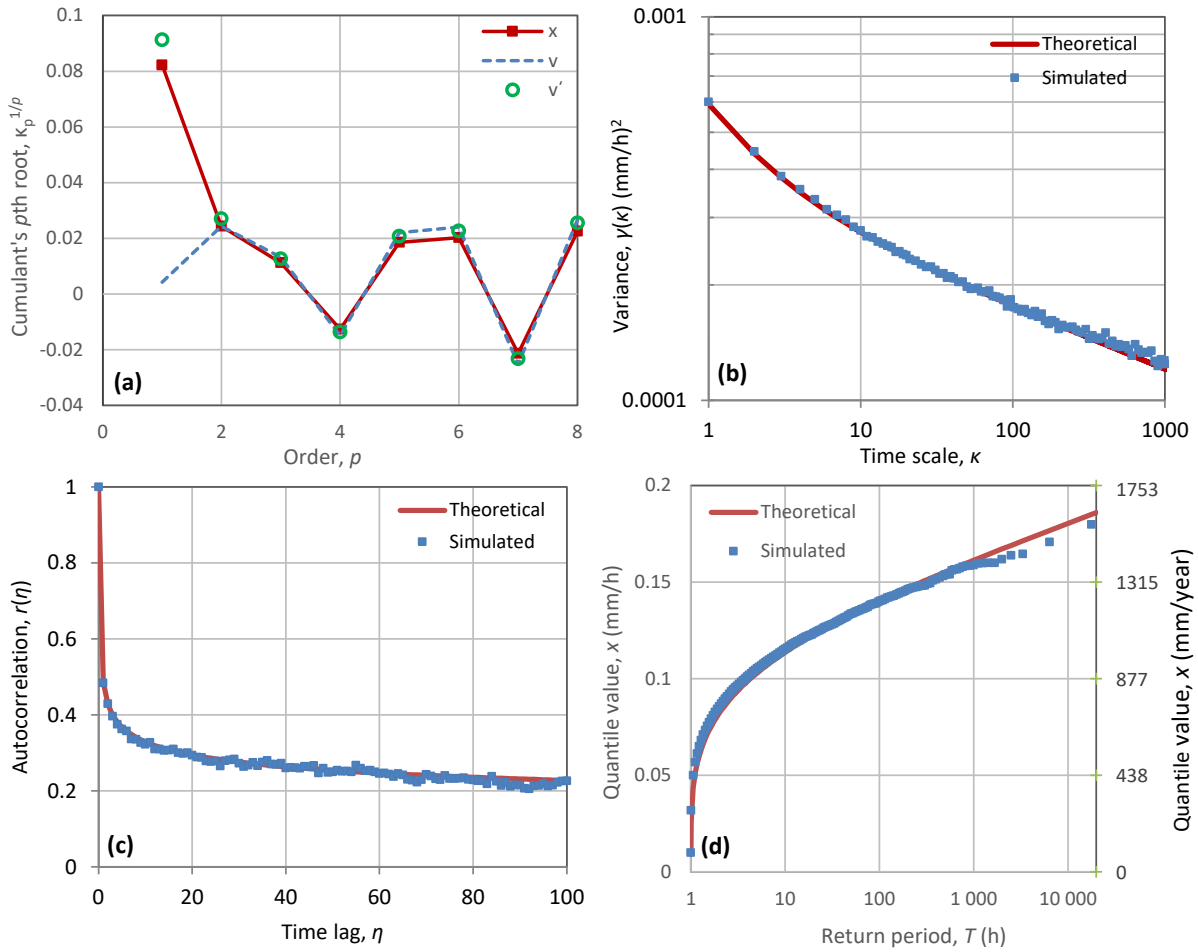 Cumulant's pth root, κp^1/p
0.1
0.08
0.06
0.04
0.02
0
-0.02
-0.04
x
v
v′
(a)
0
2
4
6
8
Order, p
Variance, γ(κ) (mm/h)²
0.001
0.0001
Theoretical
Simulated
(b)
1
10
100
1000
Time scale, κ
Autocorrelation, r(η)
1
0.8
0.6
0.4
0.2
0
Theoretical
Simulated
(c)
0
20
40
60
80
100
Time lag, η
Quantile value, x (mm/h)
0.2
0.15
0.1
0.05
0
Theoretical
Simulated
(d)
1
10
100
1 000
10 000
Return period, T (h)
1753
1315
877
438
0
Quantile value, x (mm/year)